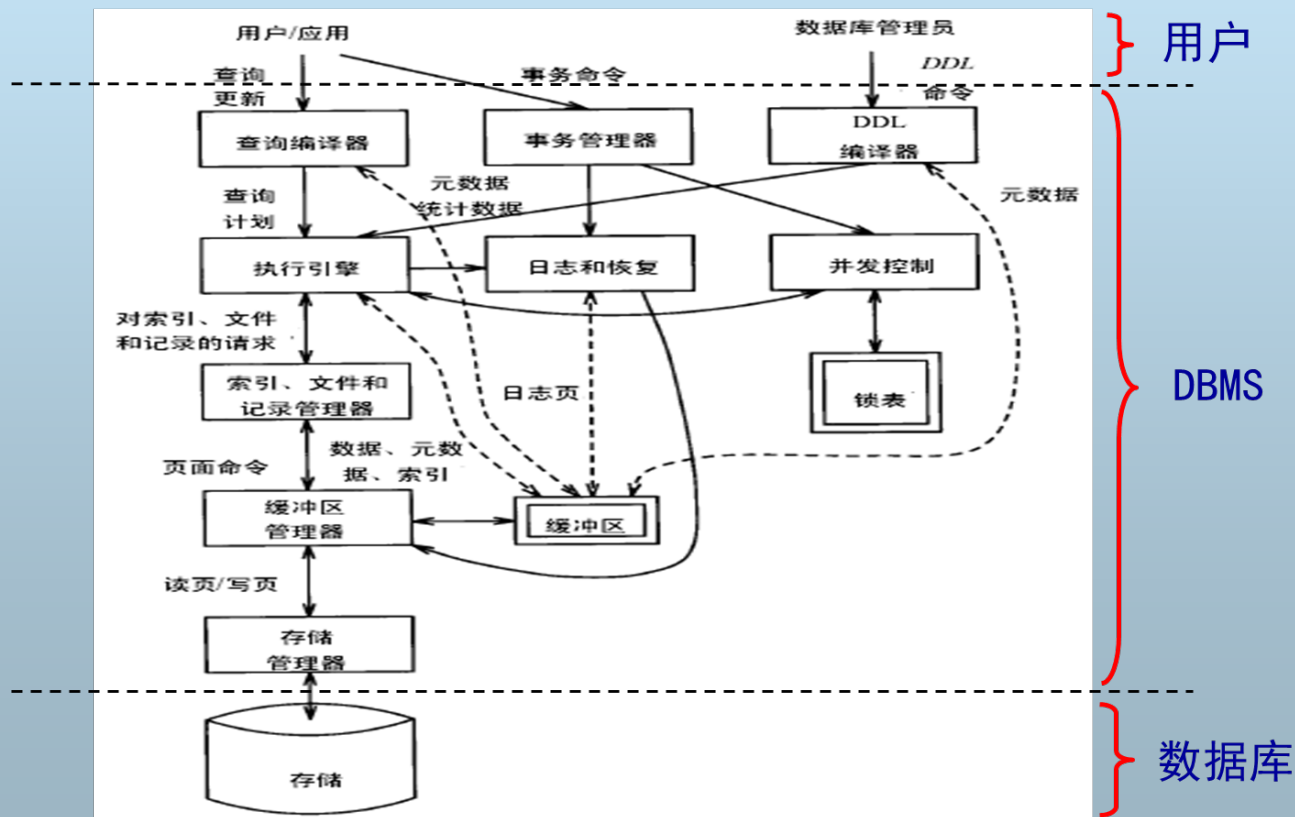 用户/应用
数据库管理员
用户
查询
更新
事务命令
DDL
命令
查询编译器
事务管理器
DDL
编译器
查询
计划
元数据
统计数据
元数据
执行引擎
日志和恢复
并发控制
对索引、文件
和记录的请求
索引、文件和
记录管理器
日志页
锁表
DBMS
页面命令
数据、元数
据、索引
缓冲区
管理器
缓冲区
读页/写页
存储
管理器
存储
数据库